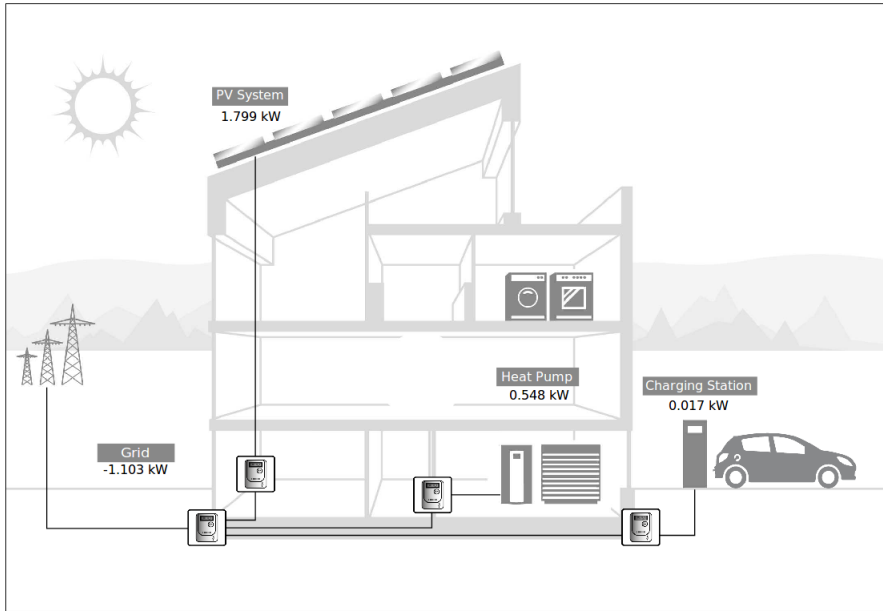 PV System
1.799 kW
Heat Pump
0.548 kW
Charging Station
0.017 kW
Grid
-1.103 kW